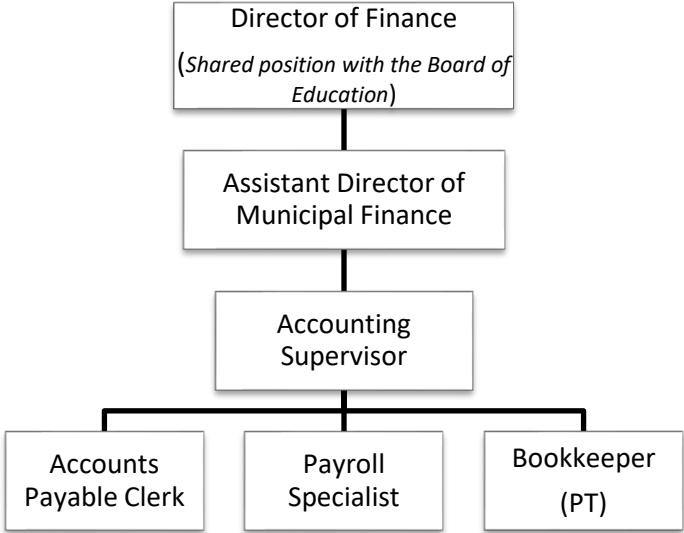 Director of Finance
(Shared position with the Board of
Education)
Assistant Director of
Municipal Finance
Accounting
Supervisor
Accounts
Payable Clerk
Payroll
Specialist
Bookkeeper
(PT)